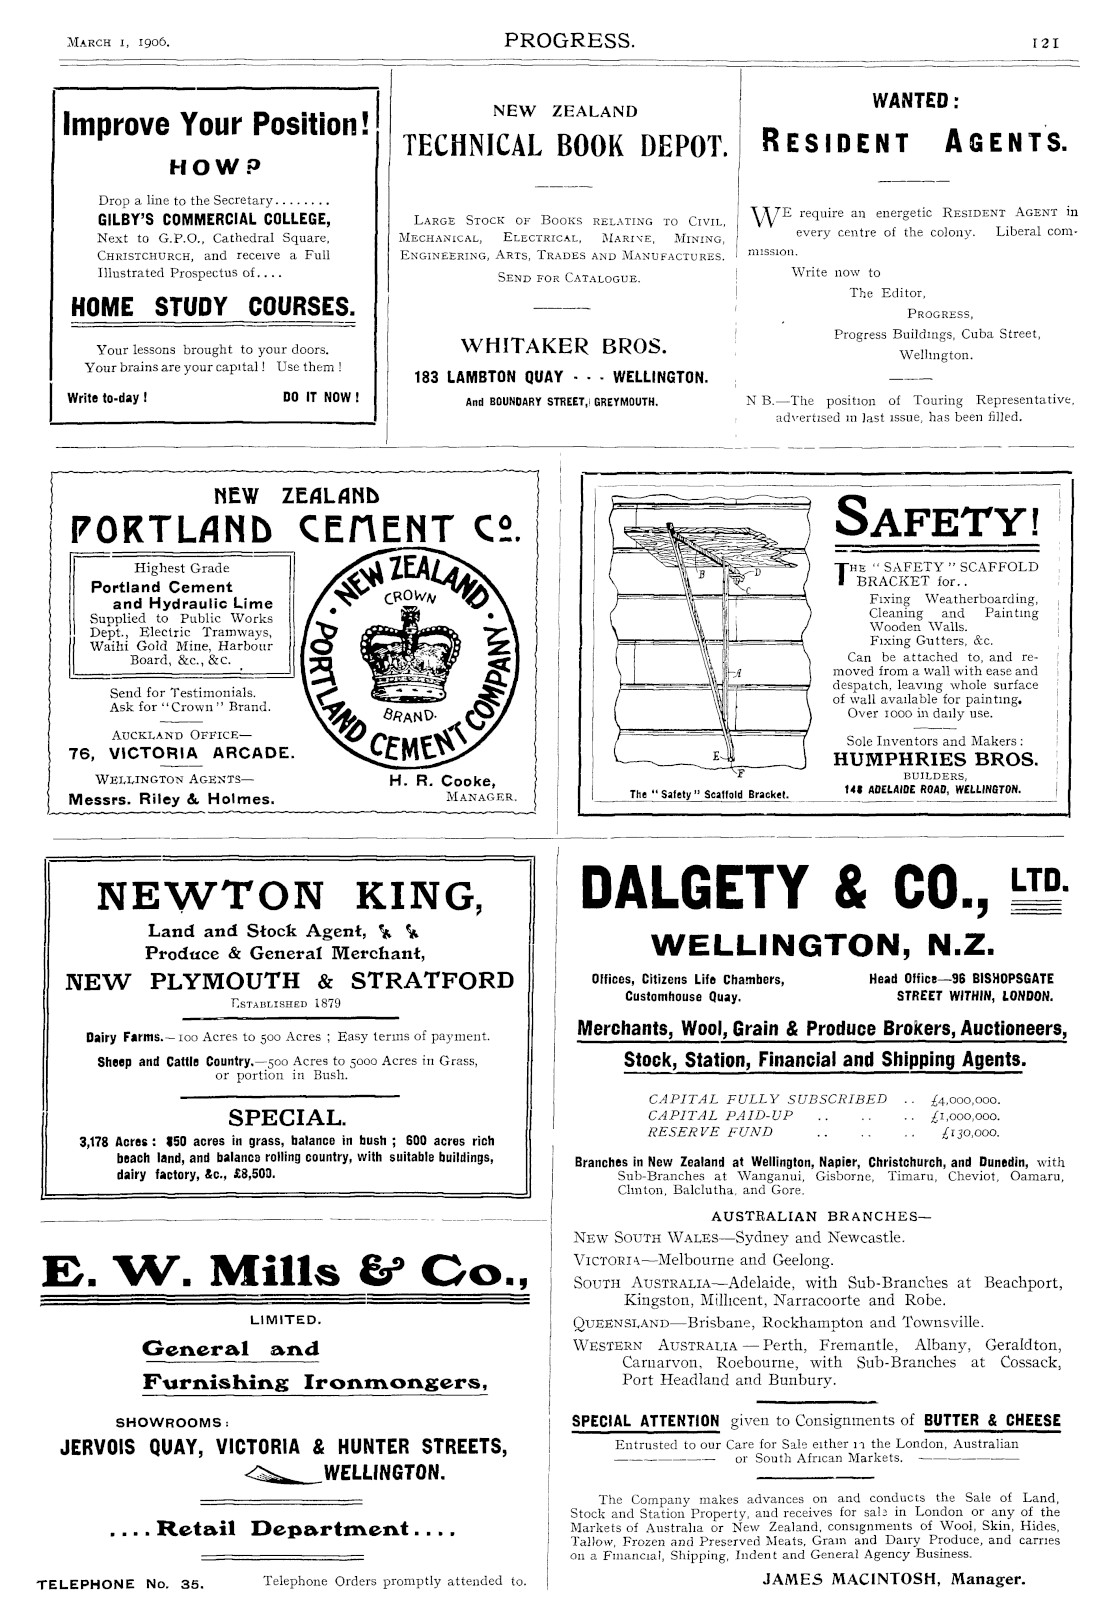 MARCH 1, 1906.
PROGRESS.
121
Improve Your Position!
HOW?
Drop a line to the Secretary........
GILBY'S COMMERCIAL COLLEGE,
Next to G.P.O., Cathedral Square,
CHRISTCHURCH, and receive a Full
Illustrated Prospectus of....
HOME STUDY COURSES.
Your lessons brought to your doors.
Your brains are your capital! Use them!
Write to-day! DO IT NOW!
NEW ZEALAND
TECHNICAL BOOK DEPOT.
LARGE STOCK OF BOOKS RELATING TO CIVIL,
MECHANICAL, ELECTRICAL, MARINE, MINING,
ENGINEERING, ARTS, TRADES AND MANUFACTURES.
SEND FOR CATALOGUE.
WHITAKER BROS.
183 LAMBTON QUAY - - - WELLINGTON.
And BOUNDARY STREET, GREYMOUTH.
WANTED:
RESIDENT AGENTS.
WE require an energetic RESIDENT AGENT in
every centre of the colony. Liberal com-
mission.
Write now to
The Editor,
PROGRESS,
Progress Buildings, Cuba Street,
Wellington.
N B.—The position of Touring Representative,
advertised in last issue, has been filled.
NEW ZEALAND
PORTLAND CEMENT Co.
Highest Grade
Portland Cement
and Hydraulic Lime
Supplied to Public Works
Dept., Electric Tramways,
Waihi Gold Mine, Harbour
Board, &c., &c.
Send for Testimonials.
Ask for "Crown" Brand.
AUCKLAND OFFICE—
76, VICTORIA ARCADE.
WELLINGTON AGENTS—
Messrs. Riley & Holmes.
· NEW ZEALAND · PORTLAND CEMENT COMPANY
CROWN
BRAND.
H. R. Cooke,
MANAGER.
B
D
C
A
E
F
The "Safety" Scaffold Bracket.
SAFETY!
THE "SAFETY" SCAFFOLD
BRACKET for..
Fixing Weatherboarding,
Cleaning and Painting
Wooden Walls.
Fixing Gutters, &c.
Can be attached to, and re-
moved from a wall with ease and
despatch, leaving whole surface
of wall available for painting.
Over 1000 in daily use.
Sole Inventors and Makers:
HUMPHRIES BROS.
BUILDERS,
148 ADELAIDE ROAD, WELLINGTON.
NEWTON KING,
Land and Stock Agent,
Produce & General Merchant,
NEW PLYMOUTH & STRATFORD
ESTABLISHED 1879
Dairy Farms.—100 Acres to 500 Acres; Easy terms of payment.
Sheep and Cattle Country.—500 Acres to 5000 Acres in Grass,
or portion in Bush.
SPECIAL.
3,178 Acres: 850 acres in grass, balance in bush; 600 acres rich
beach land, and balance rolling country, with suitable buildings,
dairy factory, &c., £8,500.
E. W. Mills & Co.,
LIMITED.
General and
Furnishing Ironmongers,
SHOWROOMS:
JERVOIS QUAY, VICTORIA & HUNTER STREETS,
WELLINGTON.
....Retail Department....
TELEPHONE No. 35. Telephone Orders promptly attended to.
DALGETY & CO., LTD.
WELLINGTON, N.Z.
Offices, Citizens Life Chambers,
Customhouse Quay.
Head Office—96 BISHOPSGATE
STREET WITHIN, LONDON.
Merchants, Wool, Grain & Produce Brokers, Auctioneers,
Stock, Station, Financial and Shipping Agents.
CAPITAL FULLY SUBSCRIBED .. £4,000,000.
CAPITAL PAID-UP .. .. .. £1,000,000.
RESERVE FUND .. .. .. £130,000.
Branches in New Zealand at Wellington, Napier, Christchurch, and Dunedin, with
Sub-Branches at Wanganui, Gisborne, Timaru, Cheviot, Oamaru,
Clinton, Balclutha, and Gore.
AUSTRALIAN BRANCHES—
NEW SOUTH WALES—Sydney and Newcastle.
VICTORIA—Melbourne and Geelong.
SOUTH AUSTRALIA—Adelaide, with Sub-Branches at Beachport,
Kingston, Millicent, Narracoorte and Robe.
QUEENSLAND—Brisbane, Rockhampton and Townsville.
WESTERN AUSTRALIA — Perth, Fremantle, Albany, Geraldton,
Carnarvon, Roebourne, with Sub-Branches at Cossack,
Port Headland and Bunbury.
SPECIAL ATTENTION given to Consignments of BUTTER & CHEESE
Entrusted to our Care for Sale either in the London, Australian
or South African Markets.
The Company makes advances on and conducts the Sale of Land,
Stock and Station Property, and receives for sale in London or any of the
Markets of Australia or New Zealand, consignments of Wool, Skin, Hides,
Tallow, Frozen and Preserved Meats, Grain and Dairy Produce, and carries
on a Financial, Shipping, Indent and General Agency Business.
JAMES MACINTOSH, Manager.